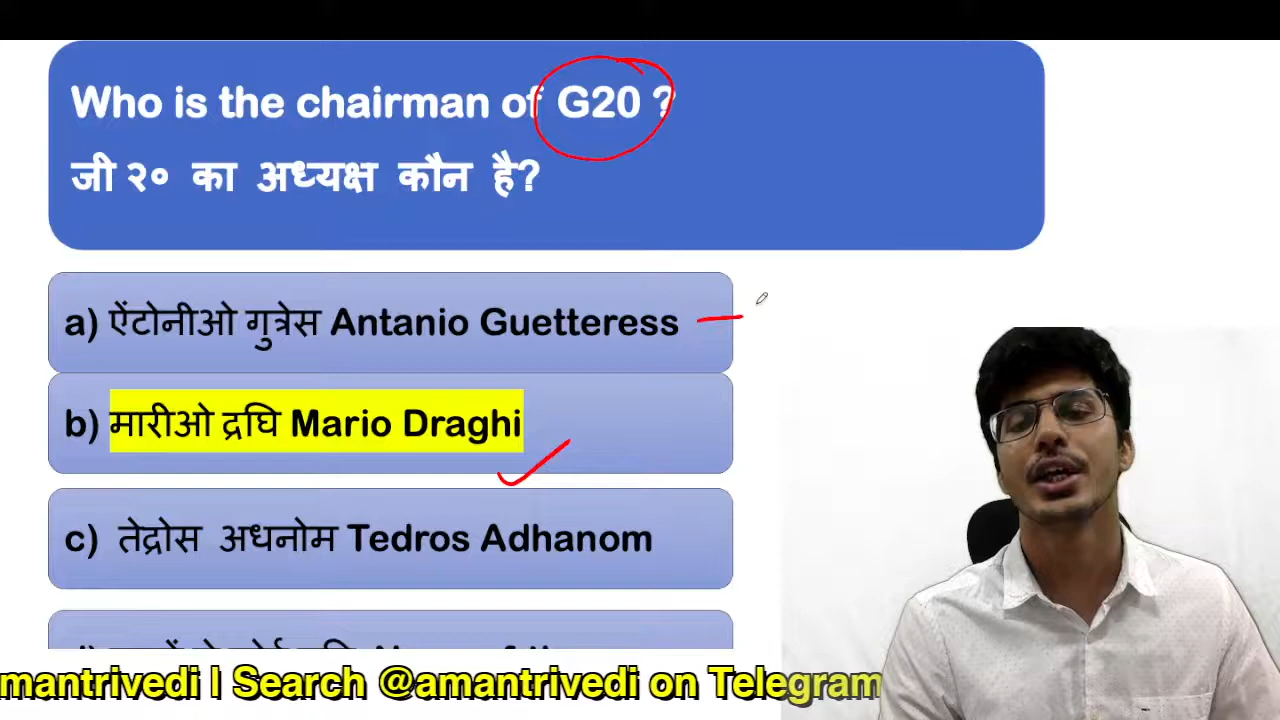 Who is the chairman of G20 ?
जी २० का अध्यक्ष कौन है?
a) ऐंटोनीओ गुत्रेस Antanio Guetteress
b) मारीओ द्रघि Mario Draghi
c) तेद्रोस अधनोम Tedros Adhanom
mantrivedi | Search @amantrivedi on Telegram